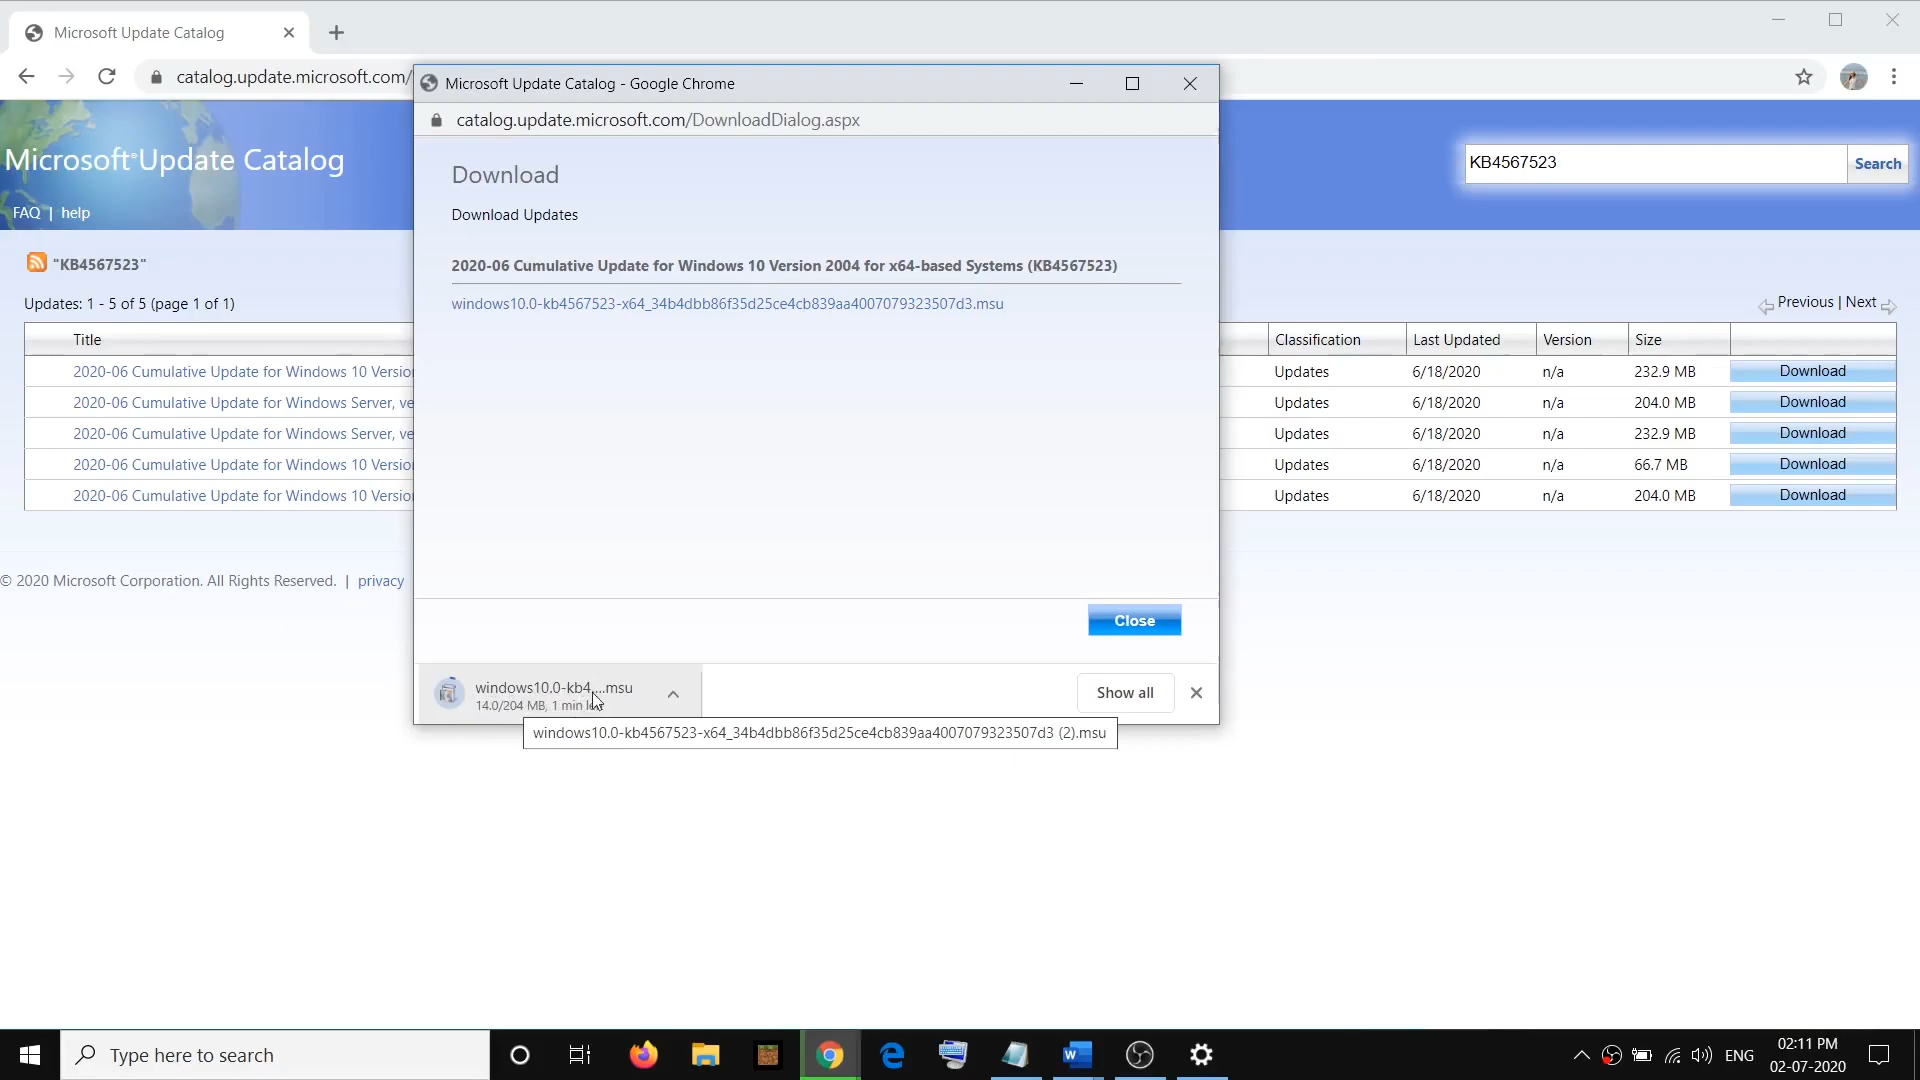 Microsoft Update Catalog
catalog.update.microsoft.com/
Microsoft Update Catalog - Google Chrome
catalog.update.microsoft.com/DownloadDialog.aspx
Microsoft®Update Catalog
FAQ | help
KB4567523
Search
Download
Download Updates
2020-06 Cumulative Update for Windows 10 Version 2004 for x64-based Systems (KB4567523)
windows10.0-kb4567523-x64_34b4dbb86f35d25ce4cb839aa4007079323507d3.msu
"KB4567523"
Updates: 1 - 5 of 5 (page 1 of 1)
Previous | Next
Title Classification Last Updated Version Size
2020-06 Cumulative Update for Windows 10 Versio Updates 6/18/2020 n/a 232.9 MB Download
2020-06 Cumulative Update for Windows Server, ve Updates 6/18/2020 n/a 204.0 MB Download
2020-06 Cumulative Update for Windows Server, ve Updates 6/18/2020 n/a 232.9 MB Download
2020-06 Cumulative Update for Windows 10 Versio Updates 6/18/2020 n/a 66.7 MB Download
2020-06 Cumulative Update for Windows 10 Versio Updates 6/18/2020 n/a 204.0 MB Download
© 2020 Microsoft Corporation. All Rights Reserved. | privacy
Close
windows10.0-kb4....msu
14.0/204 MB, 1 min
Show all
windows10.0-kb4567523-x64_34b4dbb86f35d25ce4cb839aa4007079323507d3 (2).msu
Type here to search
W
ENG
02:11 PM
02-07-2020